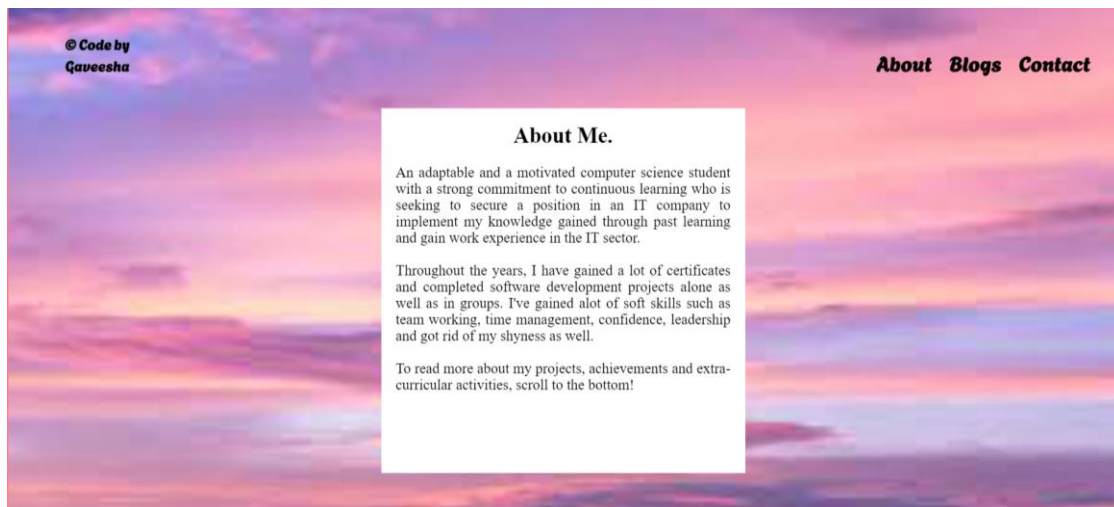 © Code by
Gaveesha
About Blogs Contact
About Me.
An adaptable and a motivated computer science student
with a strong commitment to continuous learning who is
seeking to secure a position in an IT company to
implement my knowledge gained through past learning
and gain work experience in the IT sector.
Throughout the years, I have gained a lot of certificates
and completed software development projects alone as
well as in groups. I've gained alot of soft skills such as
team working, time management, confidence, leadership
and got rid of my shyness as well.
To read more about my projects, achievements and extra-
curricular activities, scroll to the bottom!